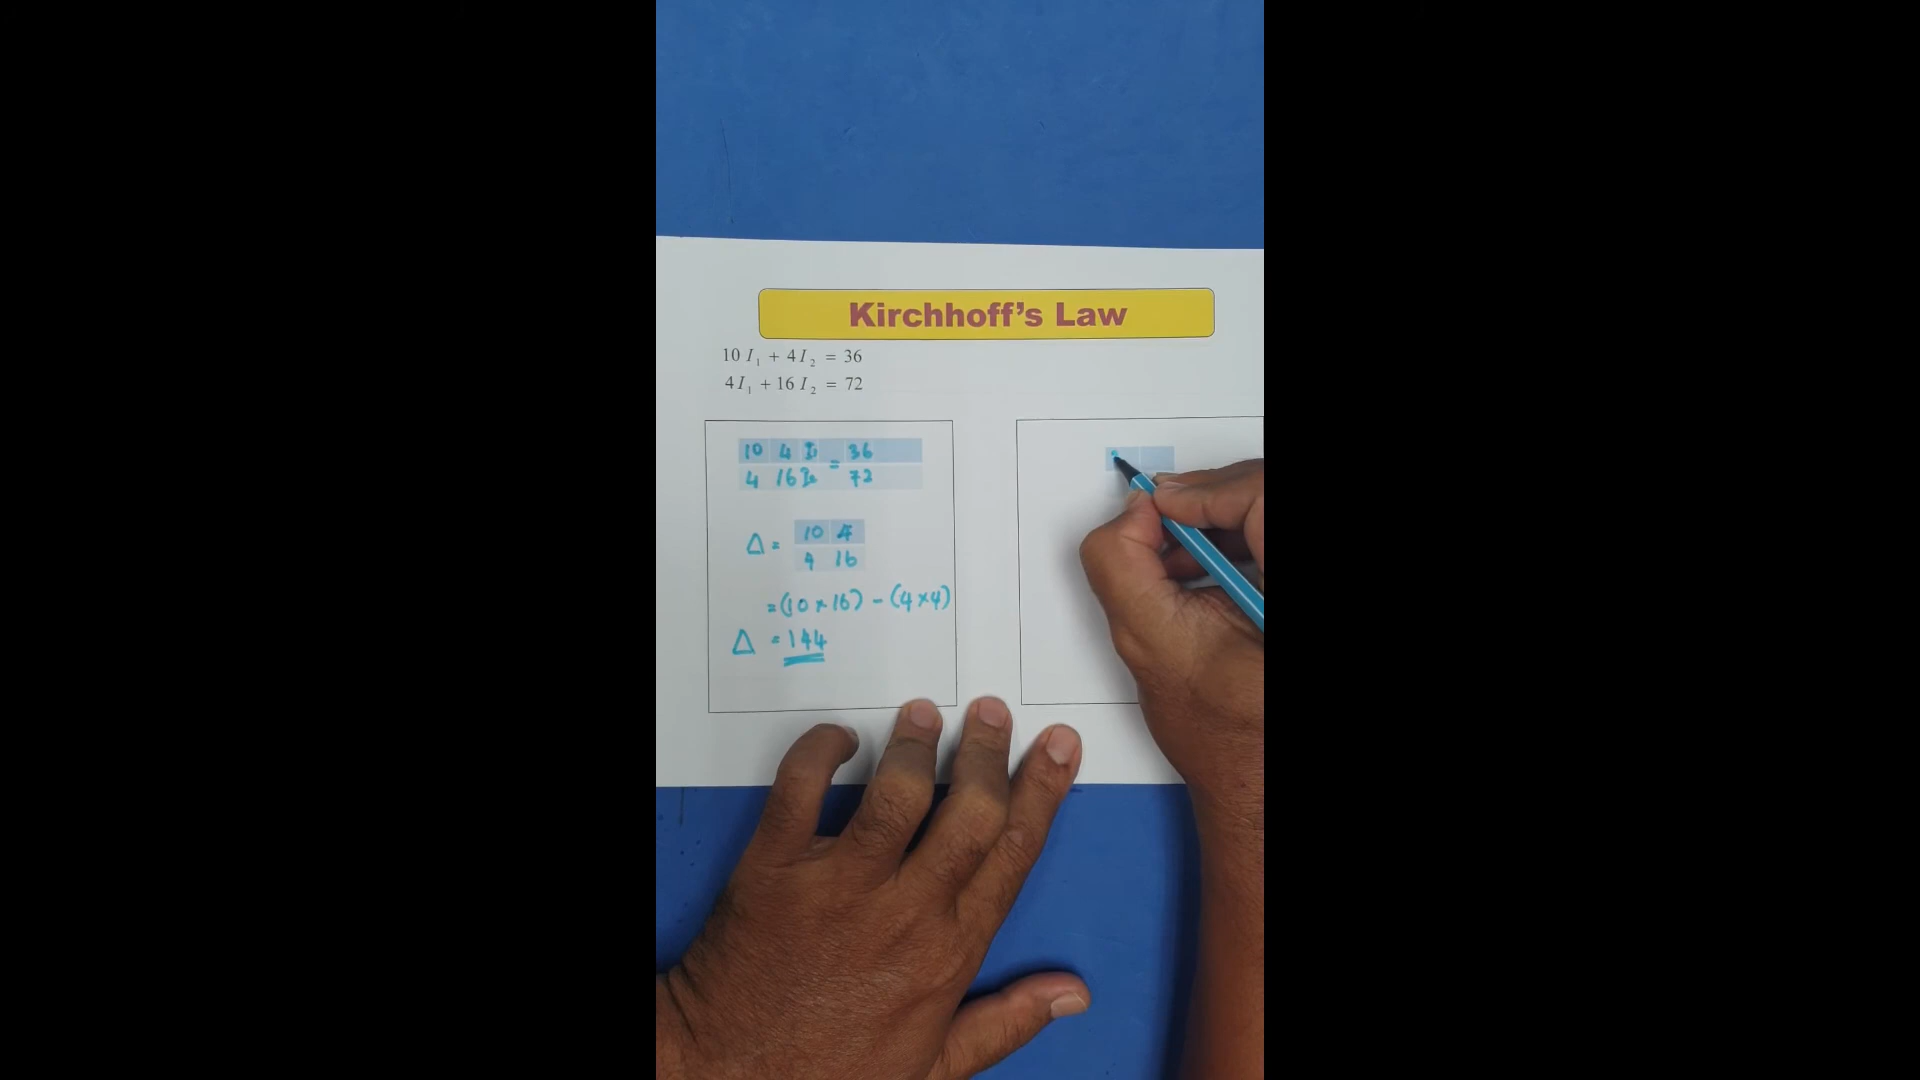 Kirchhoff's Law
10 I₁ + 4 I₂ = 36
4 I₁ + 16 I₂ = 72
10 4 I₁ = 36
4 16 I₂ 72
Δ = 10 4
4 16
= (10 × 16) - (4 × 4)
Δ = 144